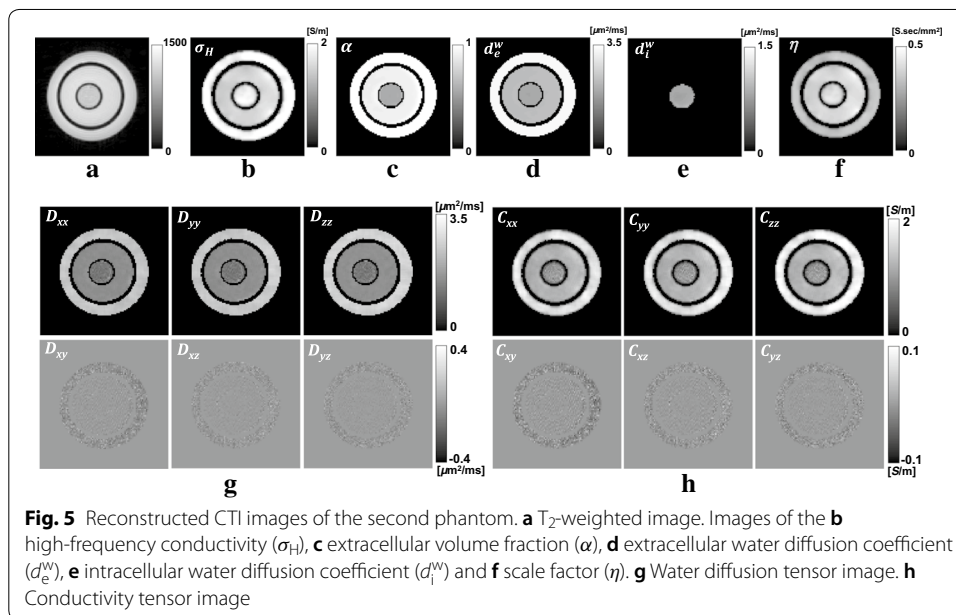 [S/m]
[µm²/ms]
[µm²/ms]
[S.sec/mm²]
σ_H
α
d_e^w
d_i^w
η
1500
0
2
0
1
0
3.5
0
1.5
0
0.5
0
a
b
c
d
e
f
D_xx
D_yy
D_zz
[µm²/ms]
3.5
0
D_xy
D_xz
D_yz
0.4
-0.4
[µm²/ms]
g
C_xx
C_yy
C_zz
[S/m]
2
0
C_xy
C_xz
C_yz
0.1
-0.1
[S/m]
h
Fig. 5 Reconstructed CTI images of the second phantom. a T₂-weighted image. Images of the b
high-frequency conductivity (σ_H), c extracellular volume fraction (α), d extracellular water diffusion coefficient
(d_e^w), e intracellular water diffusion coefficient (d_i^w) and f scale factor (η). g Water diffusion tensor image. h
Conductivity tensor image